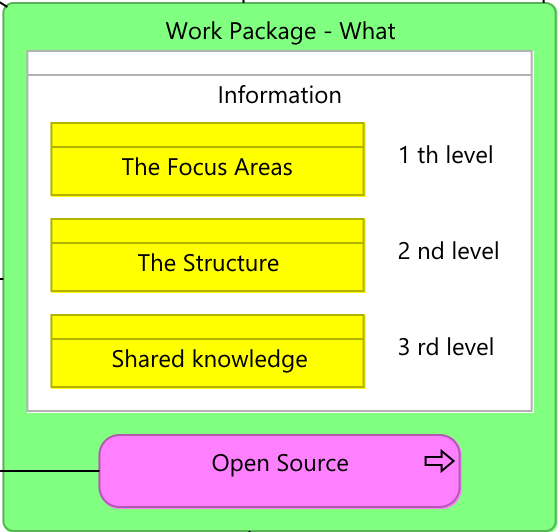 Work Package - What
Information
The Focus Areas
1 th level
The Structure
2 nd level
Shared knowledge
3 rd level
Open Source